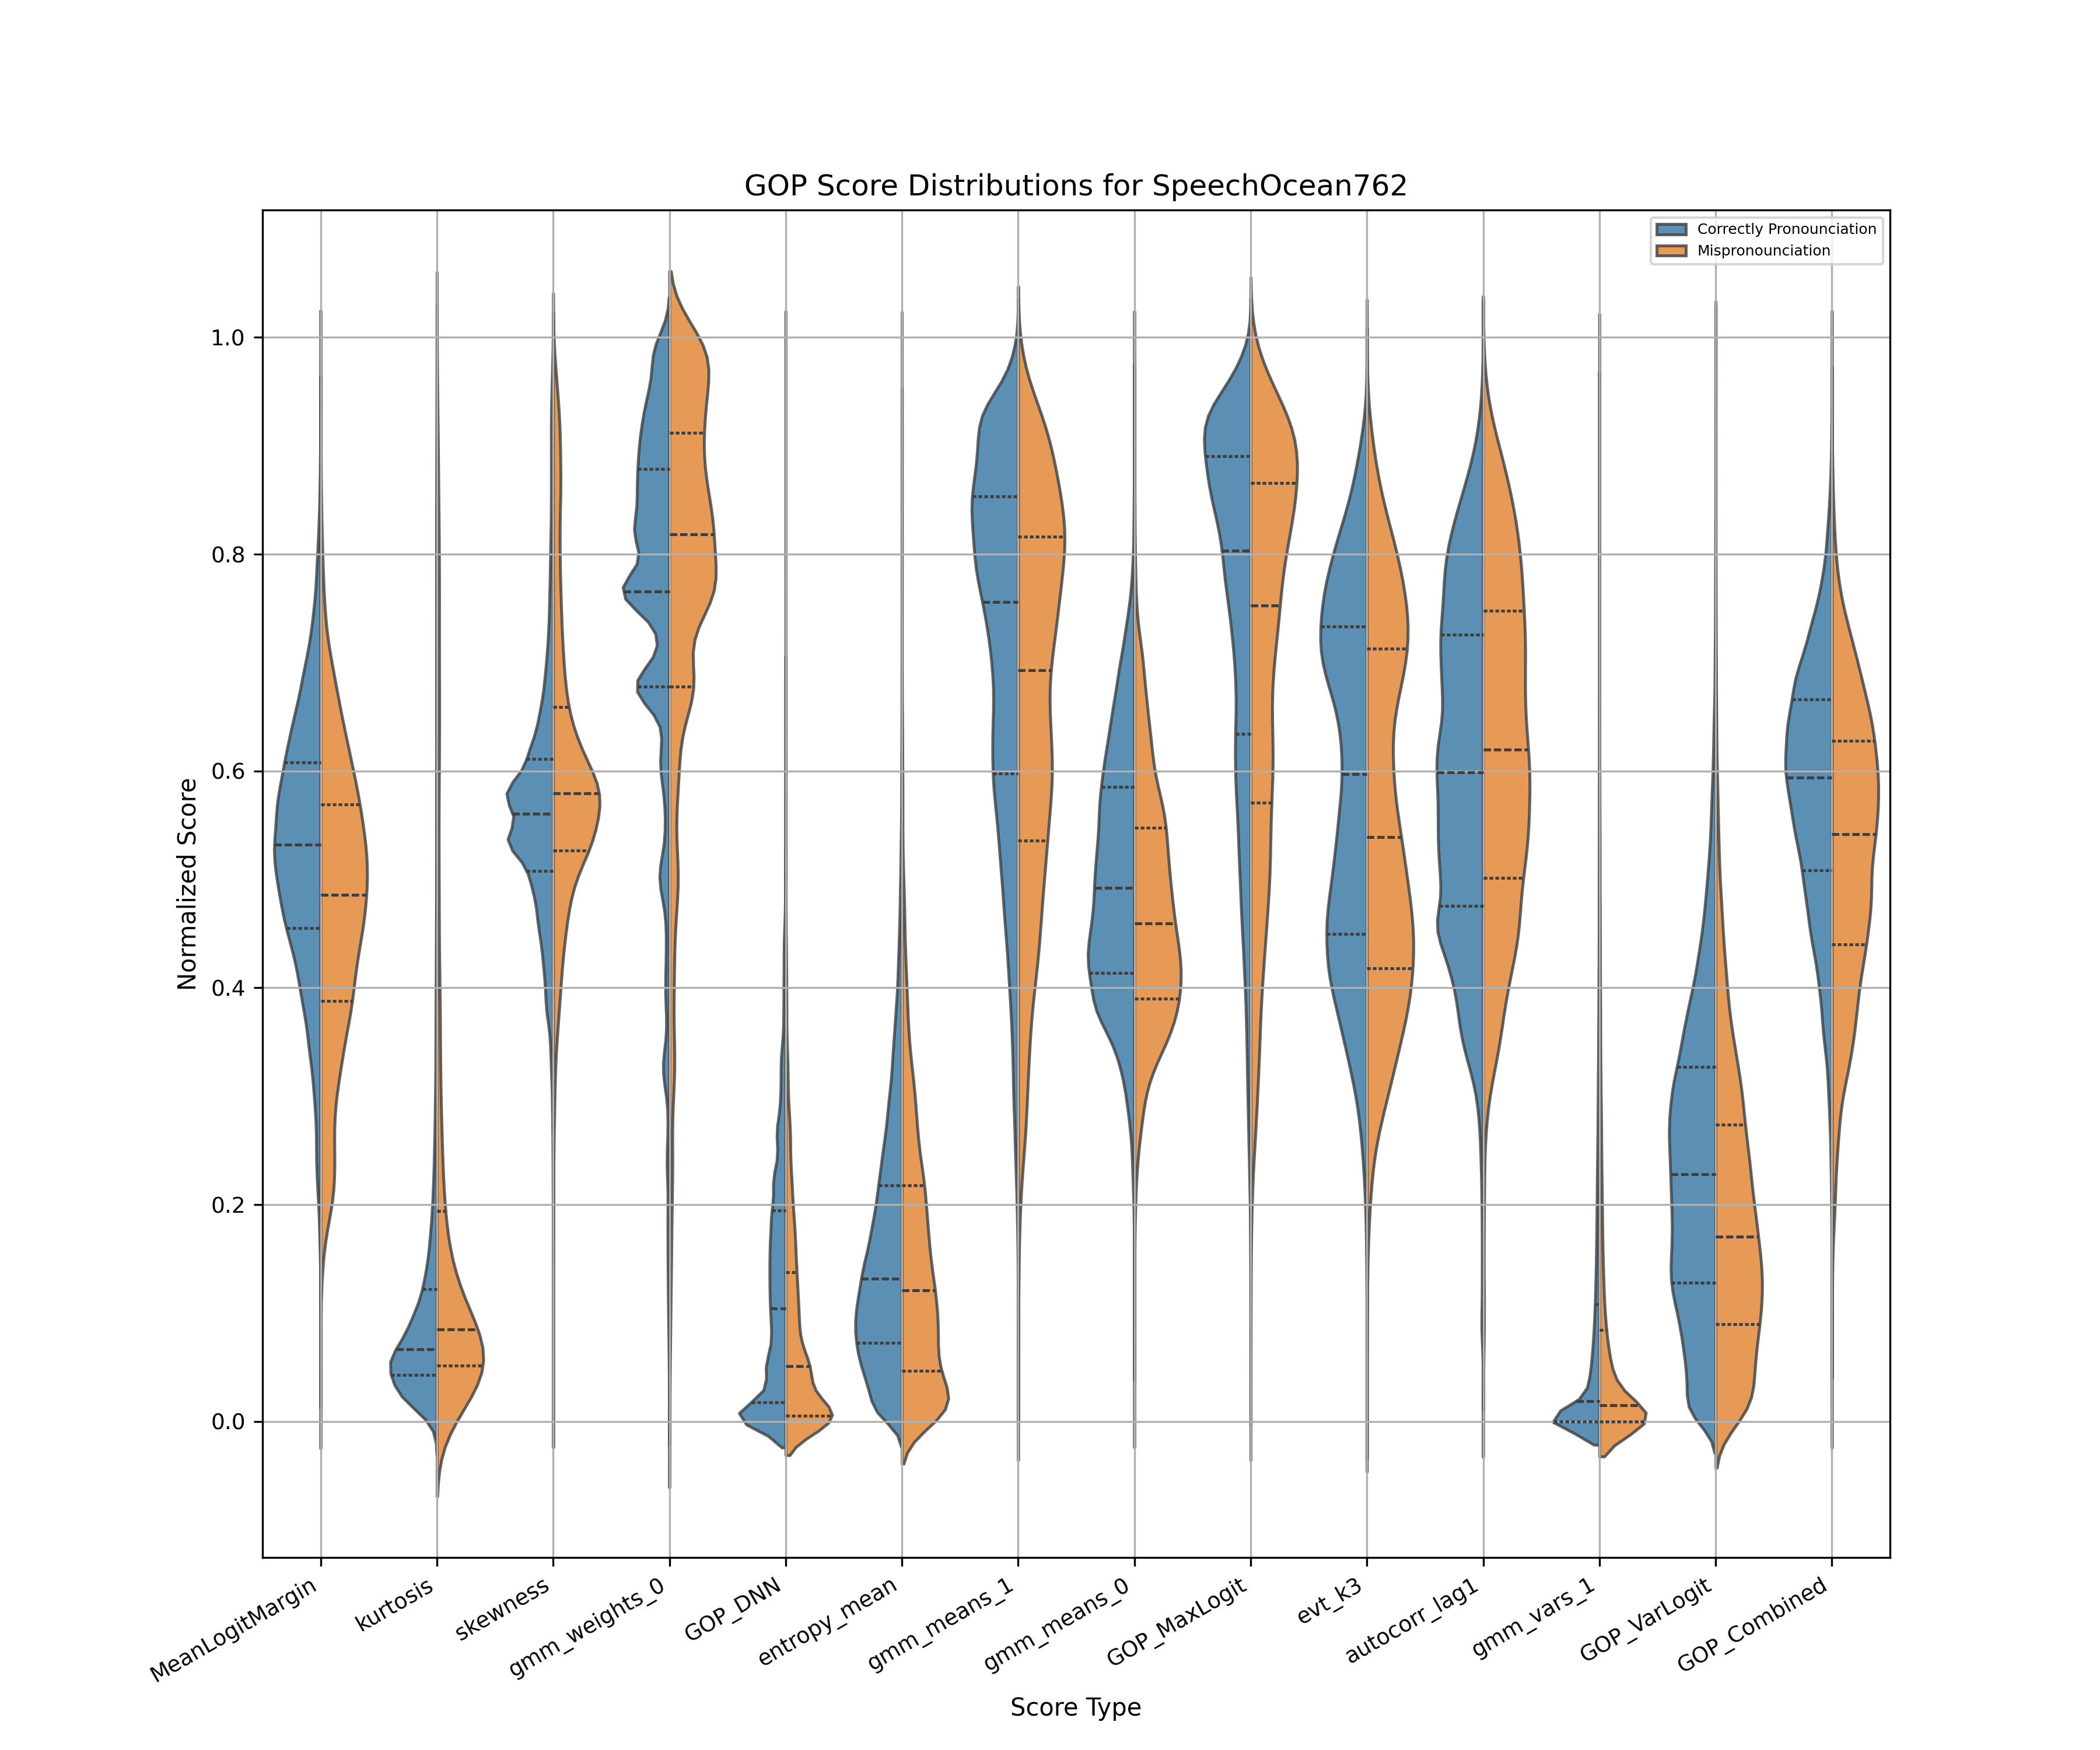 GOP Score Distributions for SpeechOcean762
Correctly Pronounciation
Mispronounciation
Normalized Score
1.0
0.8
0.6
0.4
0.2
0.0
MeanLogitMargin
kurtosis
skewness
gmm_weights_0
GOP_DNN
entropy_mean
gmm_means_1
gmm_means_0
GOP_MaxLogit
evt_k3
autocorr_lag1
gmm_vars_1
GOP_VarLogit
GOP_Combined
Score Type